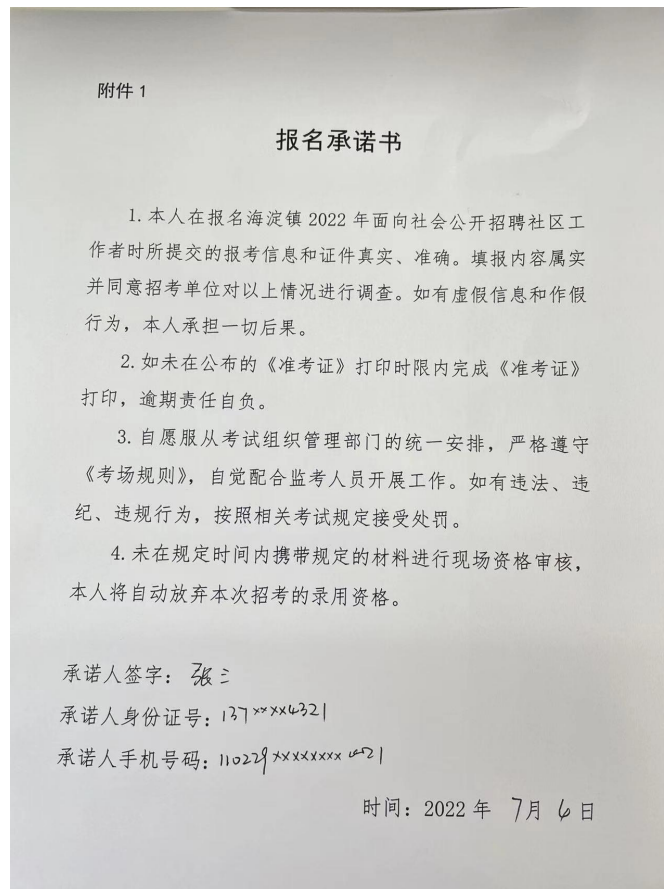 附件 1
报名承诺书
1.本人在报名海淀镇 2022 年面向社会公开招聘社区工
作者时所提交的报考信息和证件真实、准确。填报内容属实
并同意招考单位对以上情况进行调查。如有虚假信息和作假
行为，本人承担一切后果。
2.如未在公布的《准考证》打印时限内完成《准考证》
打印，逾期责任自负。
3.自愿服从考试组织管理部门的统一安排，严格遵守
《考场规则》，自觉配合监考人员开展工作。如有违法、违
纪、违规行为，按照相关考试规定接受处罚。
4.未在规定时间内携带规定的材料进行现场资格审核，
本人将自动放弃本次招考的录用资格。
承诺人签字：张三
承诺人身份证号：137××××4321
承诺人手机号码：110229××××××××
时间：2022 年 7月 6 日